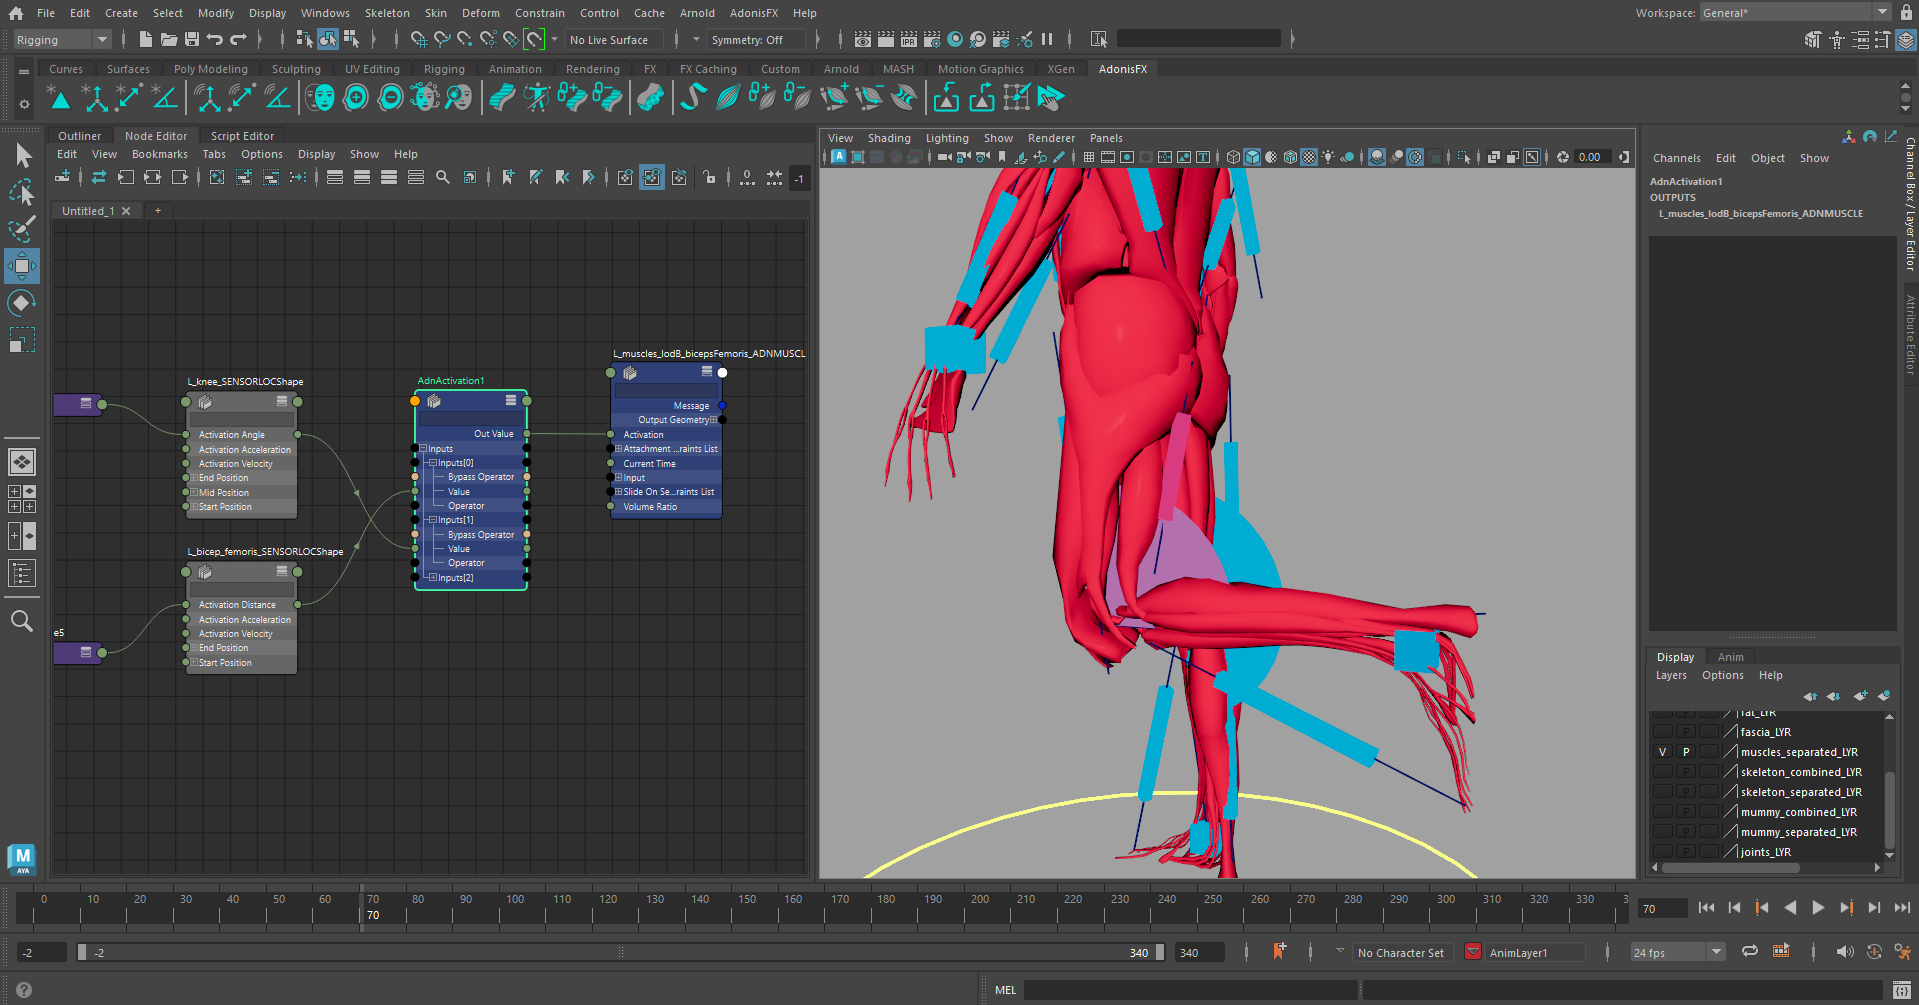 File Edit Create Select Modify Display Windows Skeleton Skin Deform Constrain Control Cache Arnold AdonisFX Help
Workspace: General*
Rigging
No Live Surface
Symmetry: Off
Curves Surfaces Poly Modeling Sculpting UV Editing Rigging Animation Rendering FX FX Caching Custom Arnold MASH Motion Graphics XGen AdonisFX
Outliner Node Editor Script Editor
Edit View Bookmarks Tabs Options Display Show Help
-1
Untitled_1
+
L_knee_SENSORLOCShape
Activation Angle
Activation Acceleration
Activation Velocity
End Position
Mid Position
Start Position
L_bicep_femoris_SENSORLOCShape
Activation Distance
Activation Acceleration
Activation Velocity
End Position
Start Position
e5
AdnActivation1
Out Value
Inputs
Inputs[0]
Bypass Operator
Value
Operator
Inputs[1]
Bypass Operator
Value
Operator
Inputs[2]
L_muscles_lodB_bicepsFemoris_ADNMUSCL
Message
Output Geometry
Activation
Attachment ...raints List
Current Time
Input
Slide On Se...raints List
Volume Ratio
View Shading Lighting Show Renderer Panels
0.00
Channels Edit Object Show
AdnActivation1
OUTPUTS
L_muscles_lodB_bicepsFemoris_ADNMUSCLE
Channel Box / Layer Editor
Attribute Editor
Display Anim
Layers Options Help
fat_LYR
P fascia_LYR
V P muscles_separated_LYR
P skeleton_combined_LYR
P skeleton_separated_LYR
P mummy_combined_LYR
P mummy_separated_LYR
P joints_LYR
M
AYA
0 10 20 30 40 50 60 70 80 90 100 110 120 130 140 150 160 170 180 190 200 210 220 230 240 250 260 270 280 290 300 310 320 330 3
70
70
-2
-2
340
340
No Character Set
AnimLayer1
24 fps
MEL